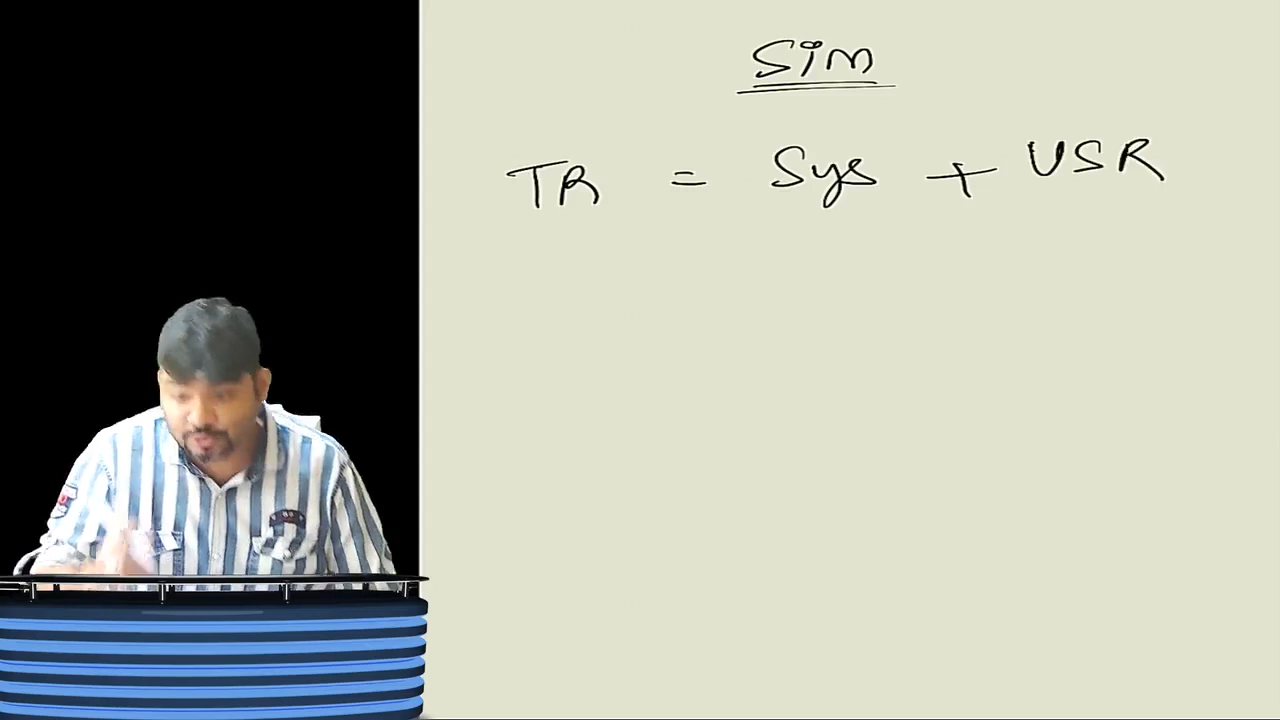 SIM
TR = Sys + USR